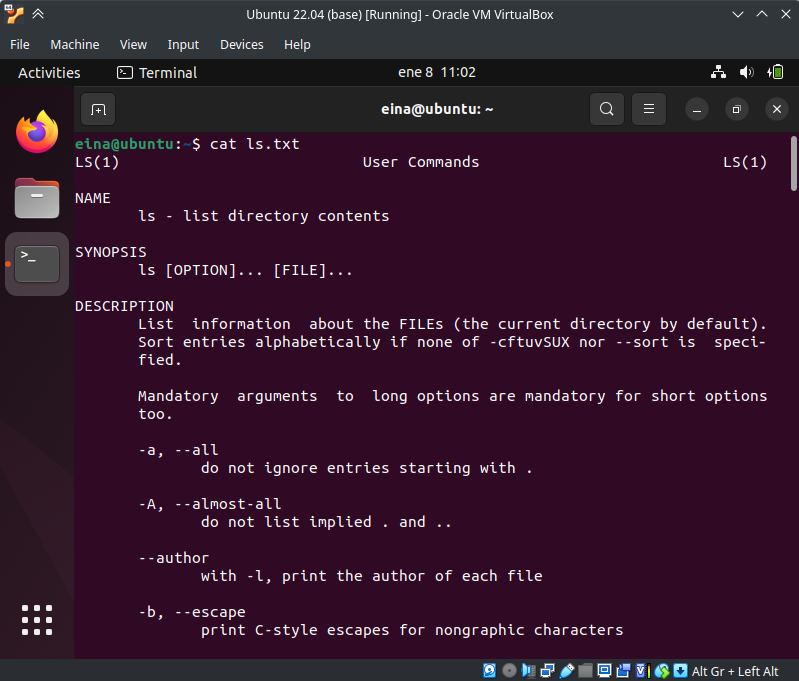 Ubuntu 22.04 (base) [Running] - Oracle VM VirtualBox
File Machine View Input Devices Help
Activities Terminal ene 8 11:02
eina@ubuntu: ~
eina@ubuntu:~$ cat ls.txt
LS(1) User Commands LS(1)
NAME
ls - list directory contents
SYNOPSIS
ls [OPTION]... [FILE]...
DESCRIPTION
List information about the FILEs (the current directory by default).
Sort entries alphabetically if none of -cftuvSUX nor --sort is speci-
fied.
Mandatory arguments to long options are mandatory for short options
too.
-a, --all
do not ignore entries starting with .
-A, --almost-all
do not list implied . and ..
--author
with -l, print the author of each file
-b, --escape
print C-style escapes for nongraphic characters
Alt Gr + Left Alt